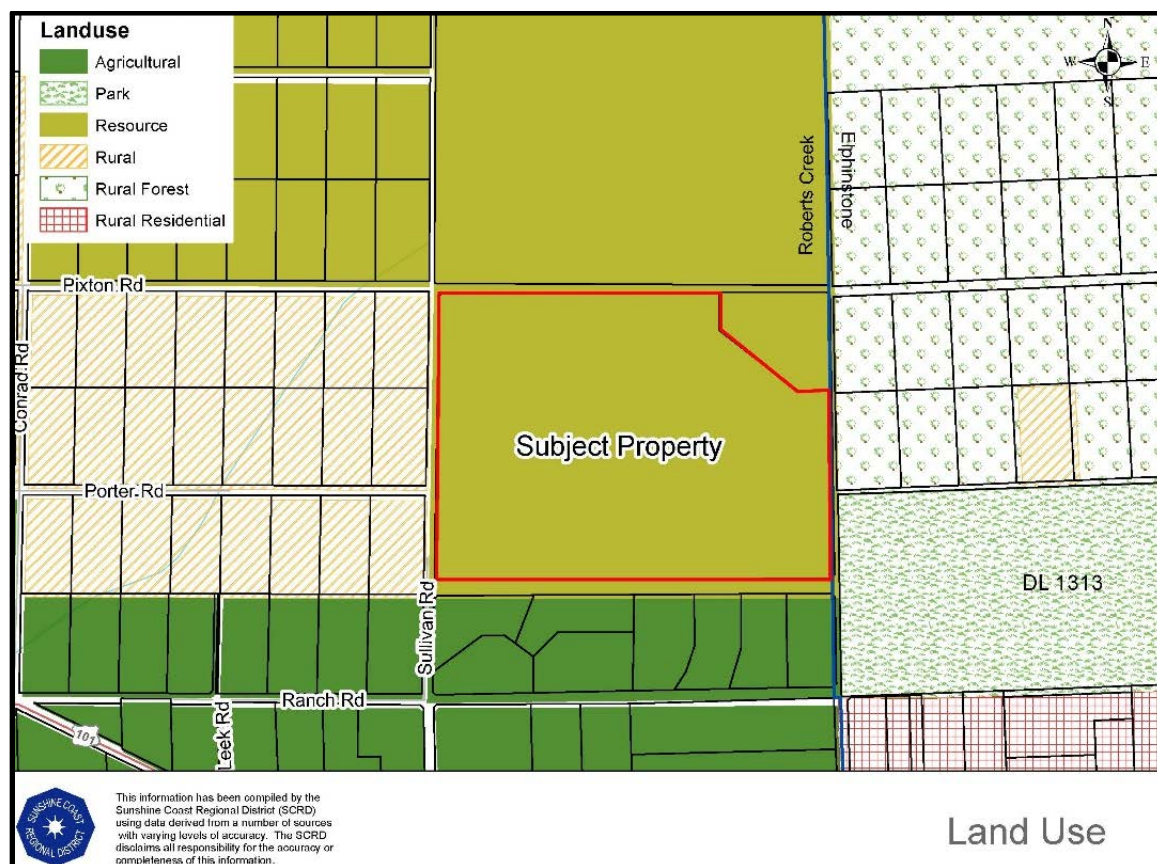 Landuse
Agricultural
Park
Resource
Rural
Rural Forest
Rural Residential
N
W
E
S
Roberts Creek
Elphinstone
Pixton Rd
Conrad Rd
Subject Property
Porter Rd
DL 1313
Sullivan Rd
Ranch Rd
Leek Rd
101
SUNSHINE COAST
REGIONAL DISTRICT
This information has been compiled by the
Sunshine Coast Regional District (SCRD)
using data derived from a number of sources
with varying levels of accuracy. The SCRD
disclaims all responsibility for the accuracy or
completeness of this information.
Land Use